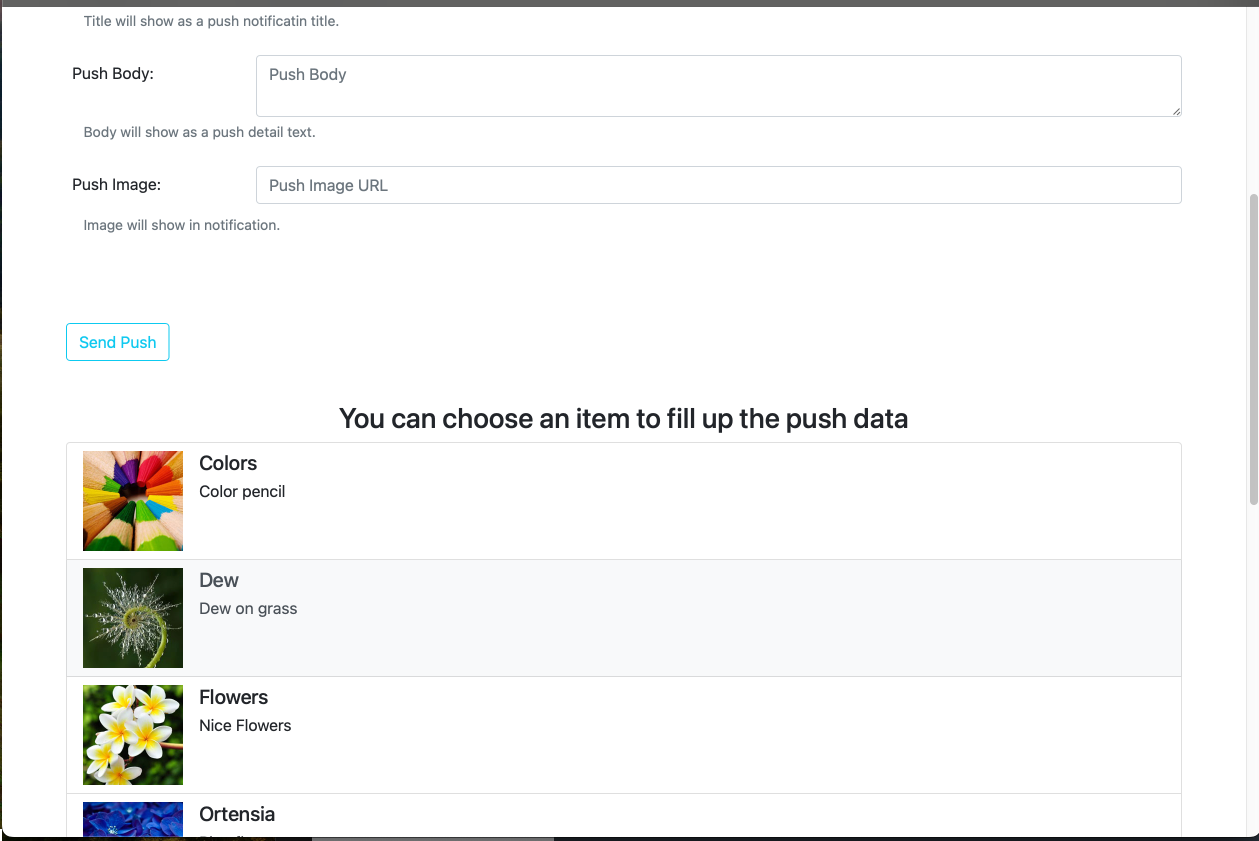 Title will show as a push notificatin title.
Push Body:
Push Body
Body will show as a push detail text.
Push Image:
Push Image URL
Image will show in notification.
Send Push
You can choose an item to fill up the push data
Colors
Color pencil
Dew
Dew on grass
Flowers
Nice Flowers
Ortensia